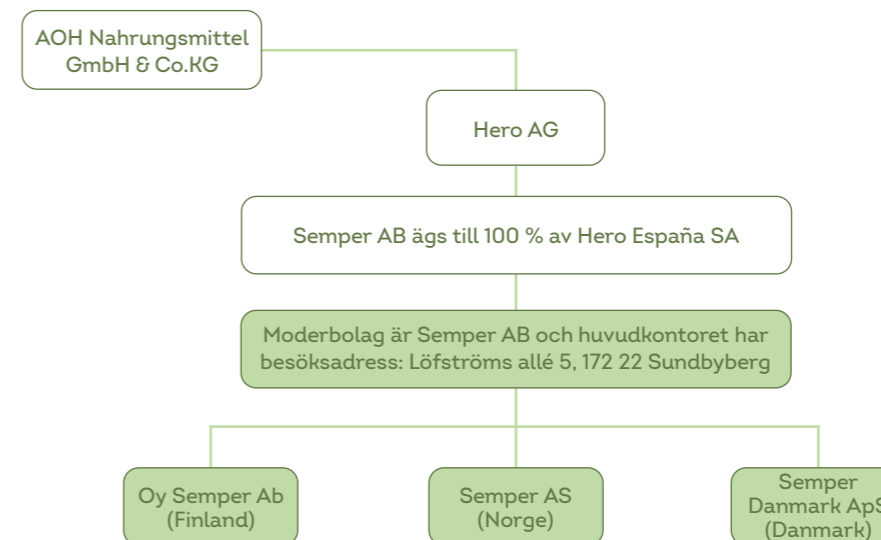 AOH Nahrungsmittel
GmbH & Co.KG
Hero AG
Semper AB ägs till 100 % av Hero España SA
Moderbolag är Semper AB och huvudkontoret har
besöksadress: Löfströms allé 5, 172 22 Sundbyberg
Oy Semper Ab
(Finland)
Semper AS
(Norge)
Semper
Danmark ApS
(Danmark)